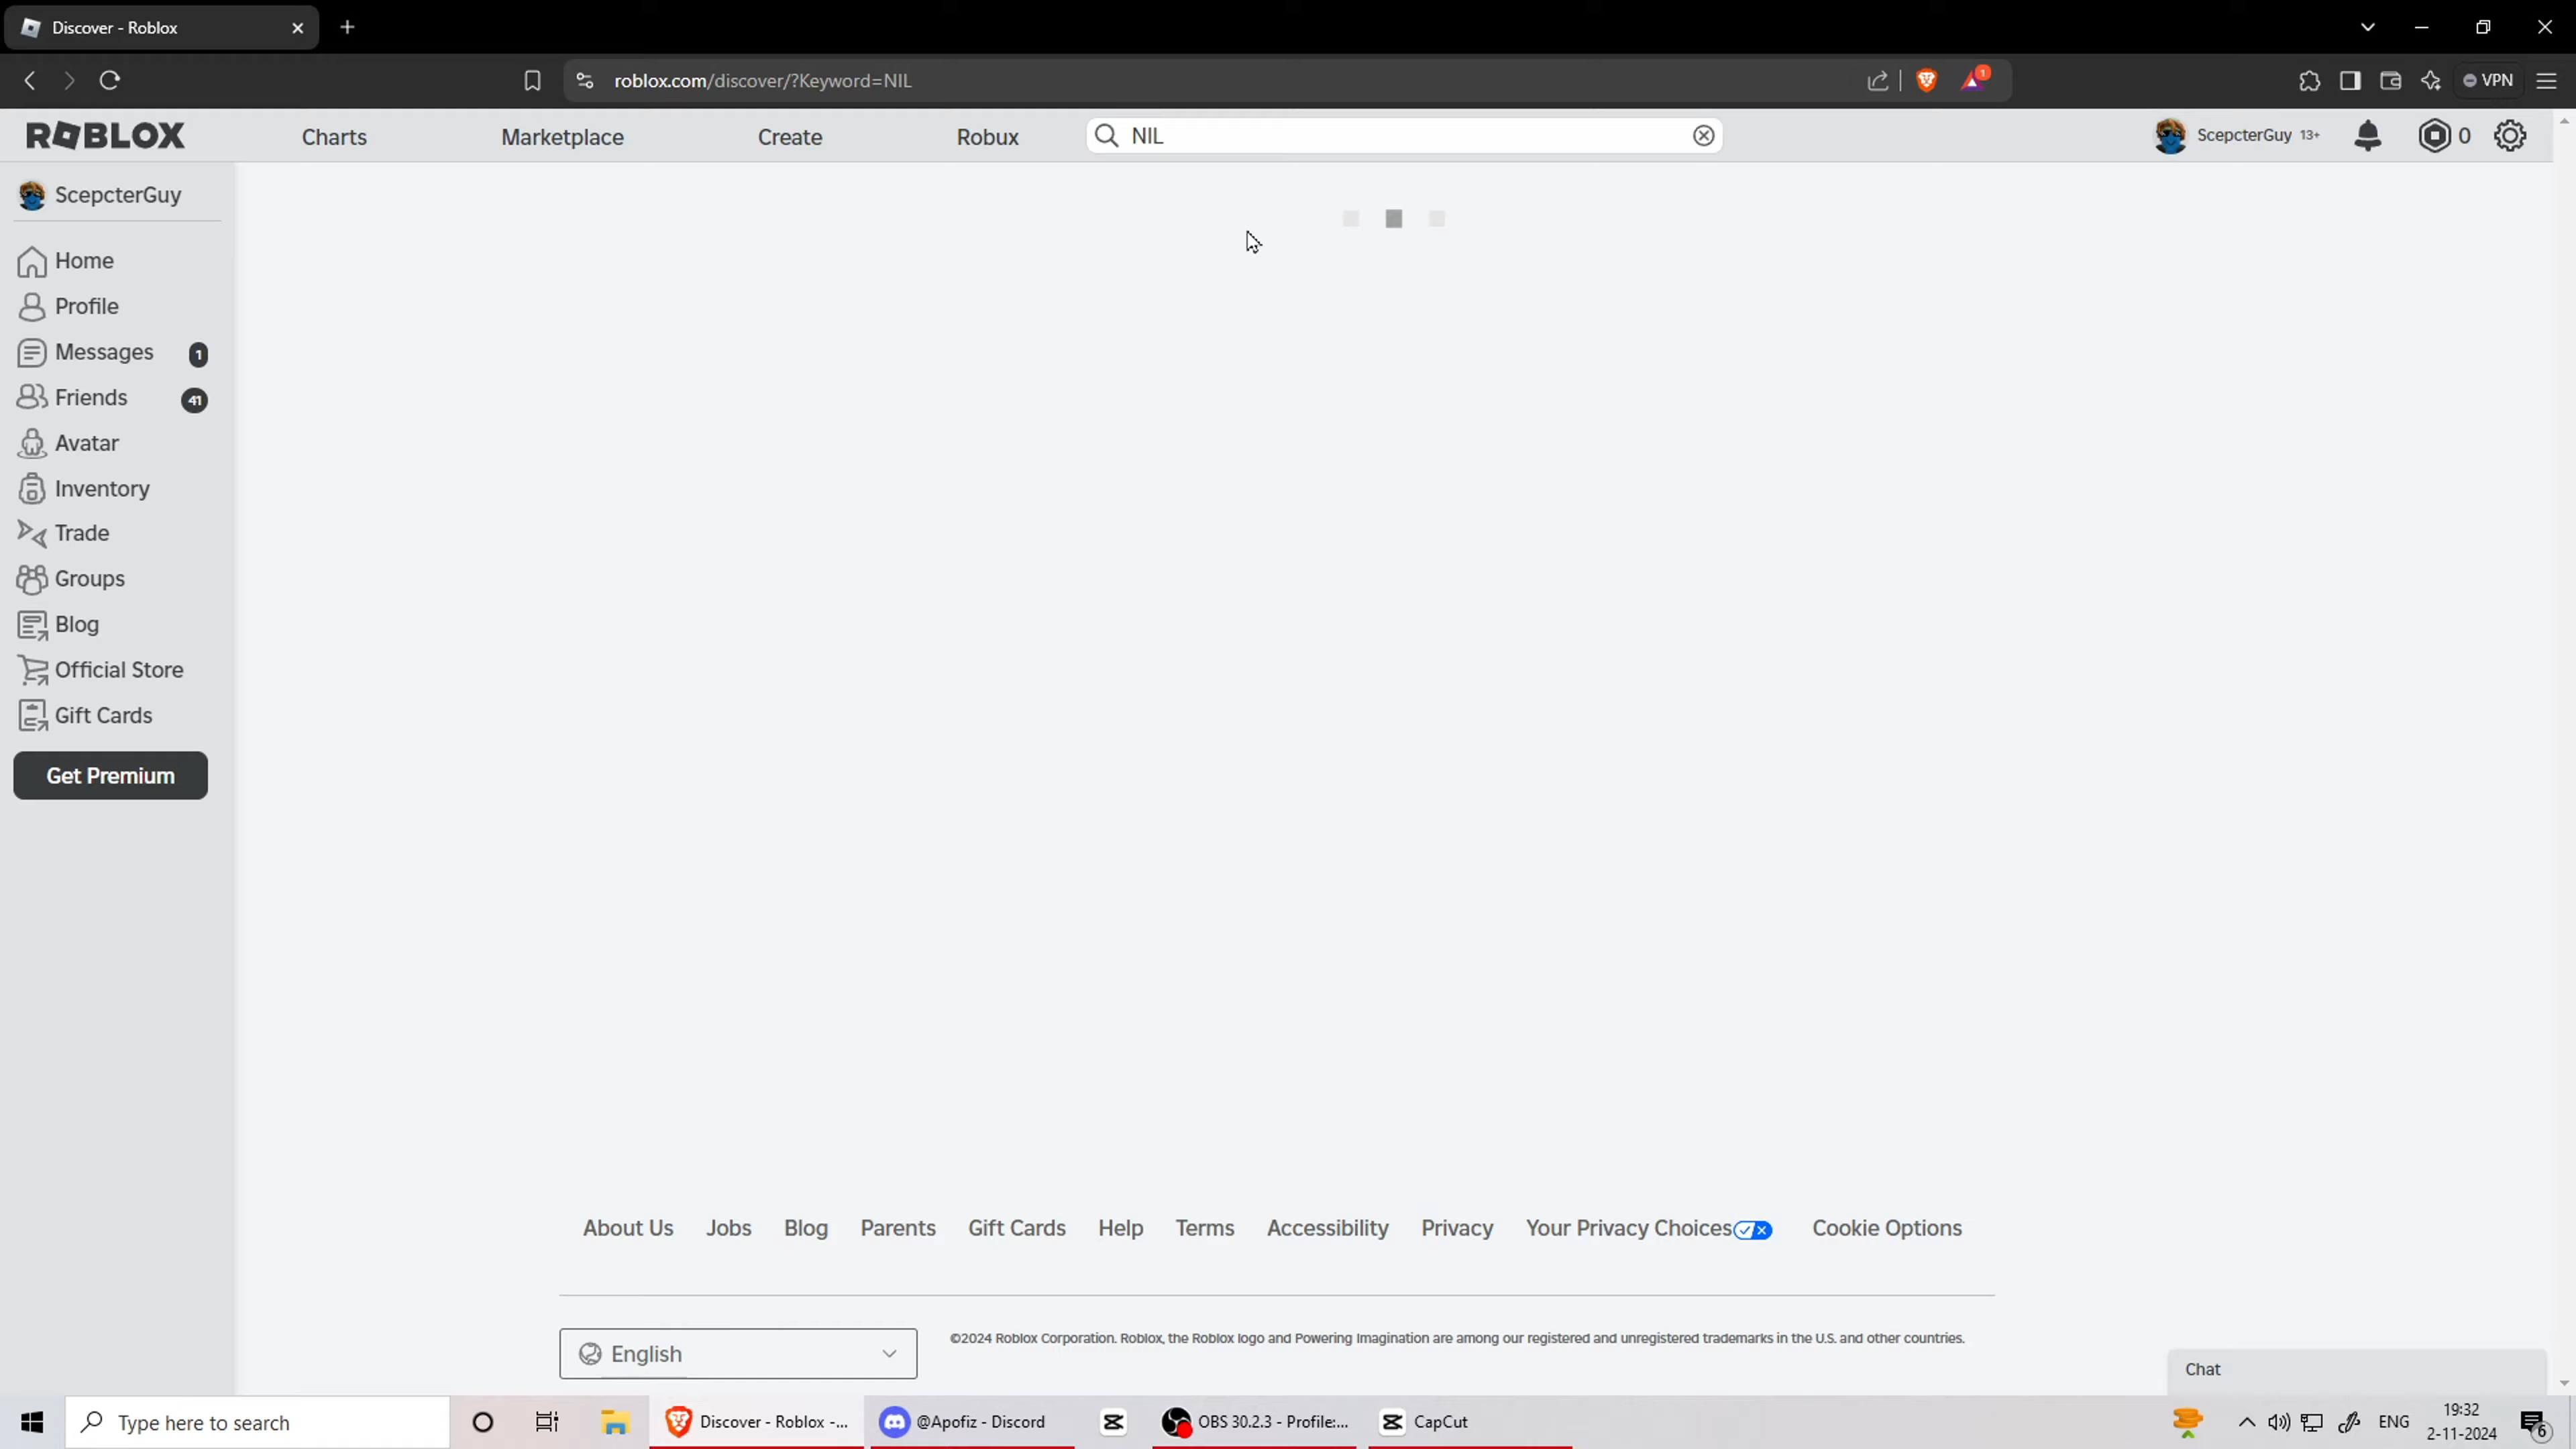 Discover - Roblox
roblox.com/discover/?Keyword=NIL
1
VPN
ROBLOX
Charts
Marketplace
Create
Robux
NIL
ScepcterGuy 13+
0
ScepcterGuy
Home
Profile
Messages 1
Friends 41
Avatar
Inventory
Trade
Groups
Blog
Official Store
Gift Cards
Get Premium
About Us
Jobs
Blog
Parents
Gift Cards
Help
Terms
Accessibility
Privacy
Your Privacy Choices
Cookie Options
English
©2024 Roblox Corporation. Roblox, the Roblox logo and Powering Imagination are among our registered and unregistered trademarks in the U.S. and other countries.
Chat
Type here to search
Discover - Roblox -...
@Apofiz - Discord
OBS 30.2.3 - Profile:...
CapCut
ENG
19:32
2-11-2024
6